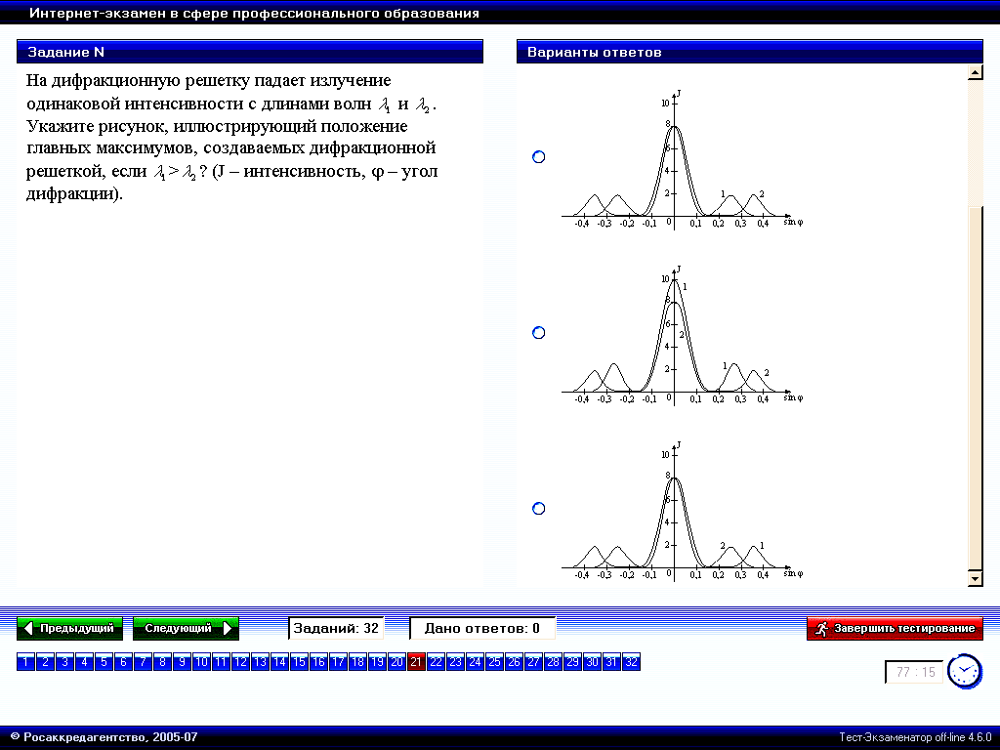 Интернет-экзамен в сфере профессионального образования
Задание N
На дифракционную решетку падает излучение
одинаковой интенсивности с длинами волн λ₁ и λ₂ .
Укажите рисунок, иллюстрирующий положение
главных максимумов, создаваемых дифракционной
решеткой, если λ₁ > λ₂ ? (J – интенсивность, φ – угол
дифракции).
Варианты ответов
J
10
8
6
4
2
1 2
-0,4 -0,3 -0,2 -0,1 0 0,1 0,2 0,3 0,4 sin φ
J
10
1
8
6
2
4
2
1 2
-0,4 -0,3 -0,2 -0,1 0 0,1 0,2 0,3 0,4 sin φ
J
10
8
6
4
2
2 1
-0,4 -0,3 -0,2 -0,1 0 0,1 0,2 0,3 0,4 sin φ
Предыдущий Следующий Заданий: 32 Дано ответов: 0 Завершить тестирование
1 2 3 4 5 6 7 8 9 10 11 12 13 14 15 16 17 18 19 20 21 22 23 24 25 26 27 28 29 30 31 32
77 : 15
© Росаккредагентство, 2005-07 Тест-Экзаменатор off-line 4.6.0